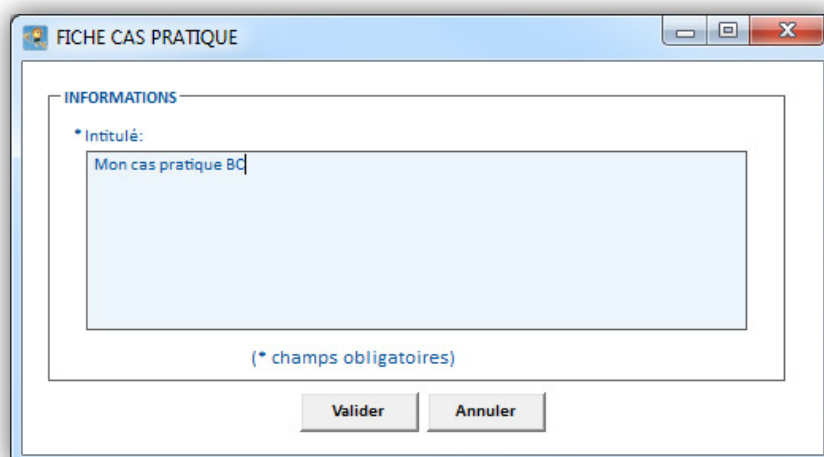 FICHE CAS PRATIQUE
INFORMATIONS
* Intitulé:
Mon cas pratique BC
(* champs obligatoires)
Valider Annuler